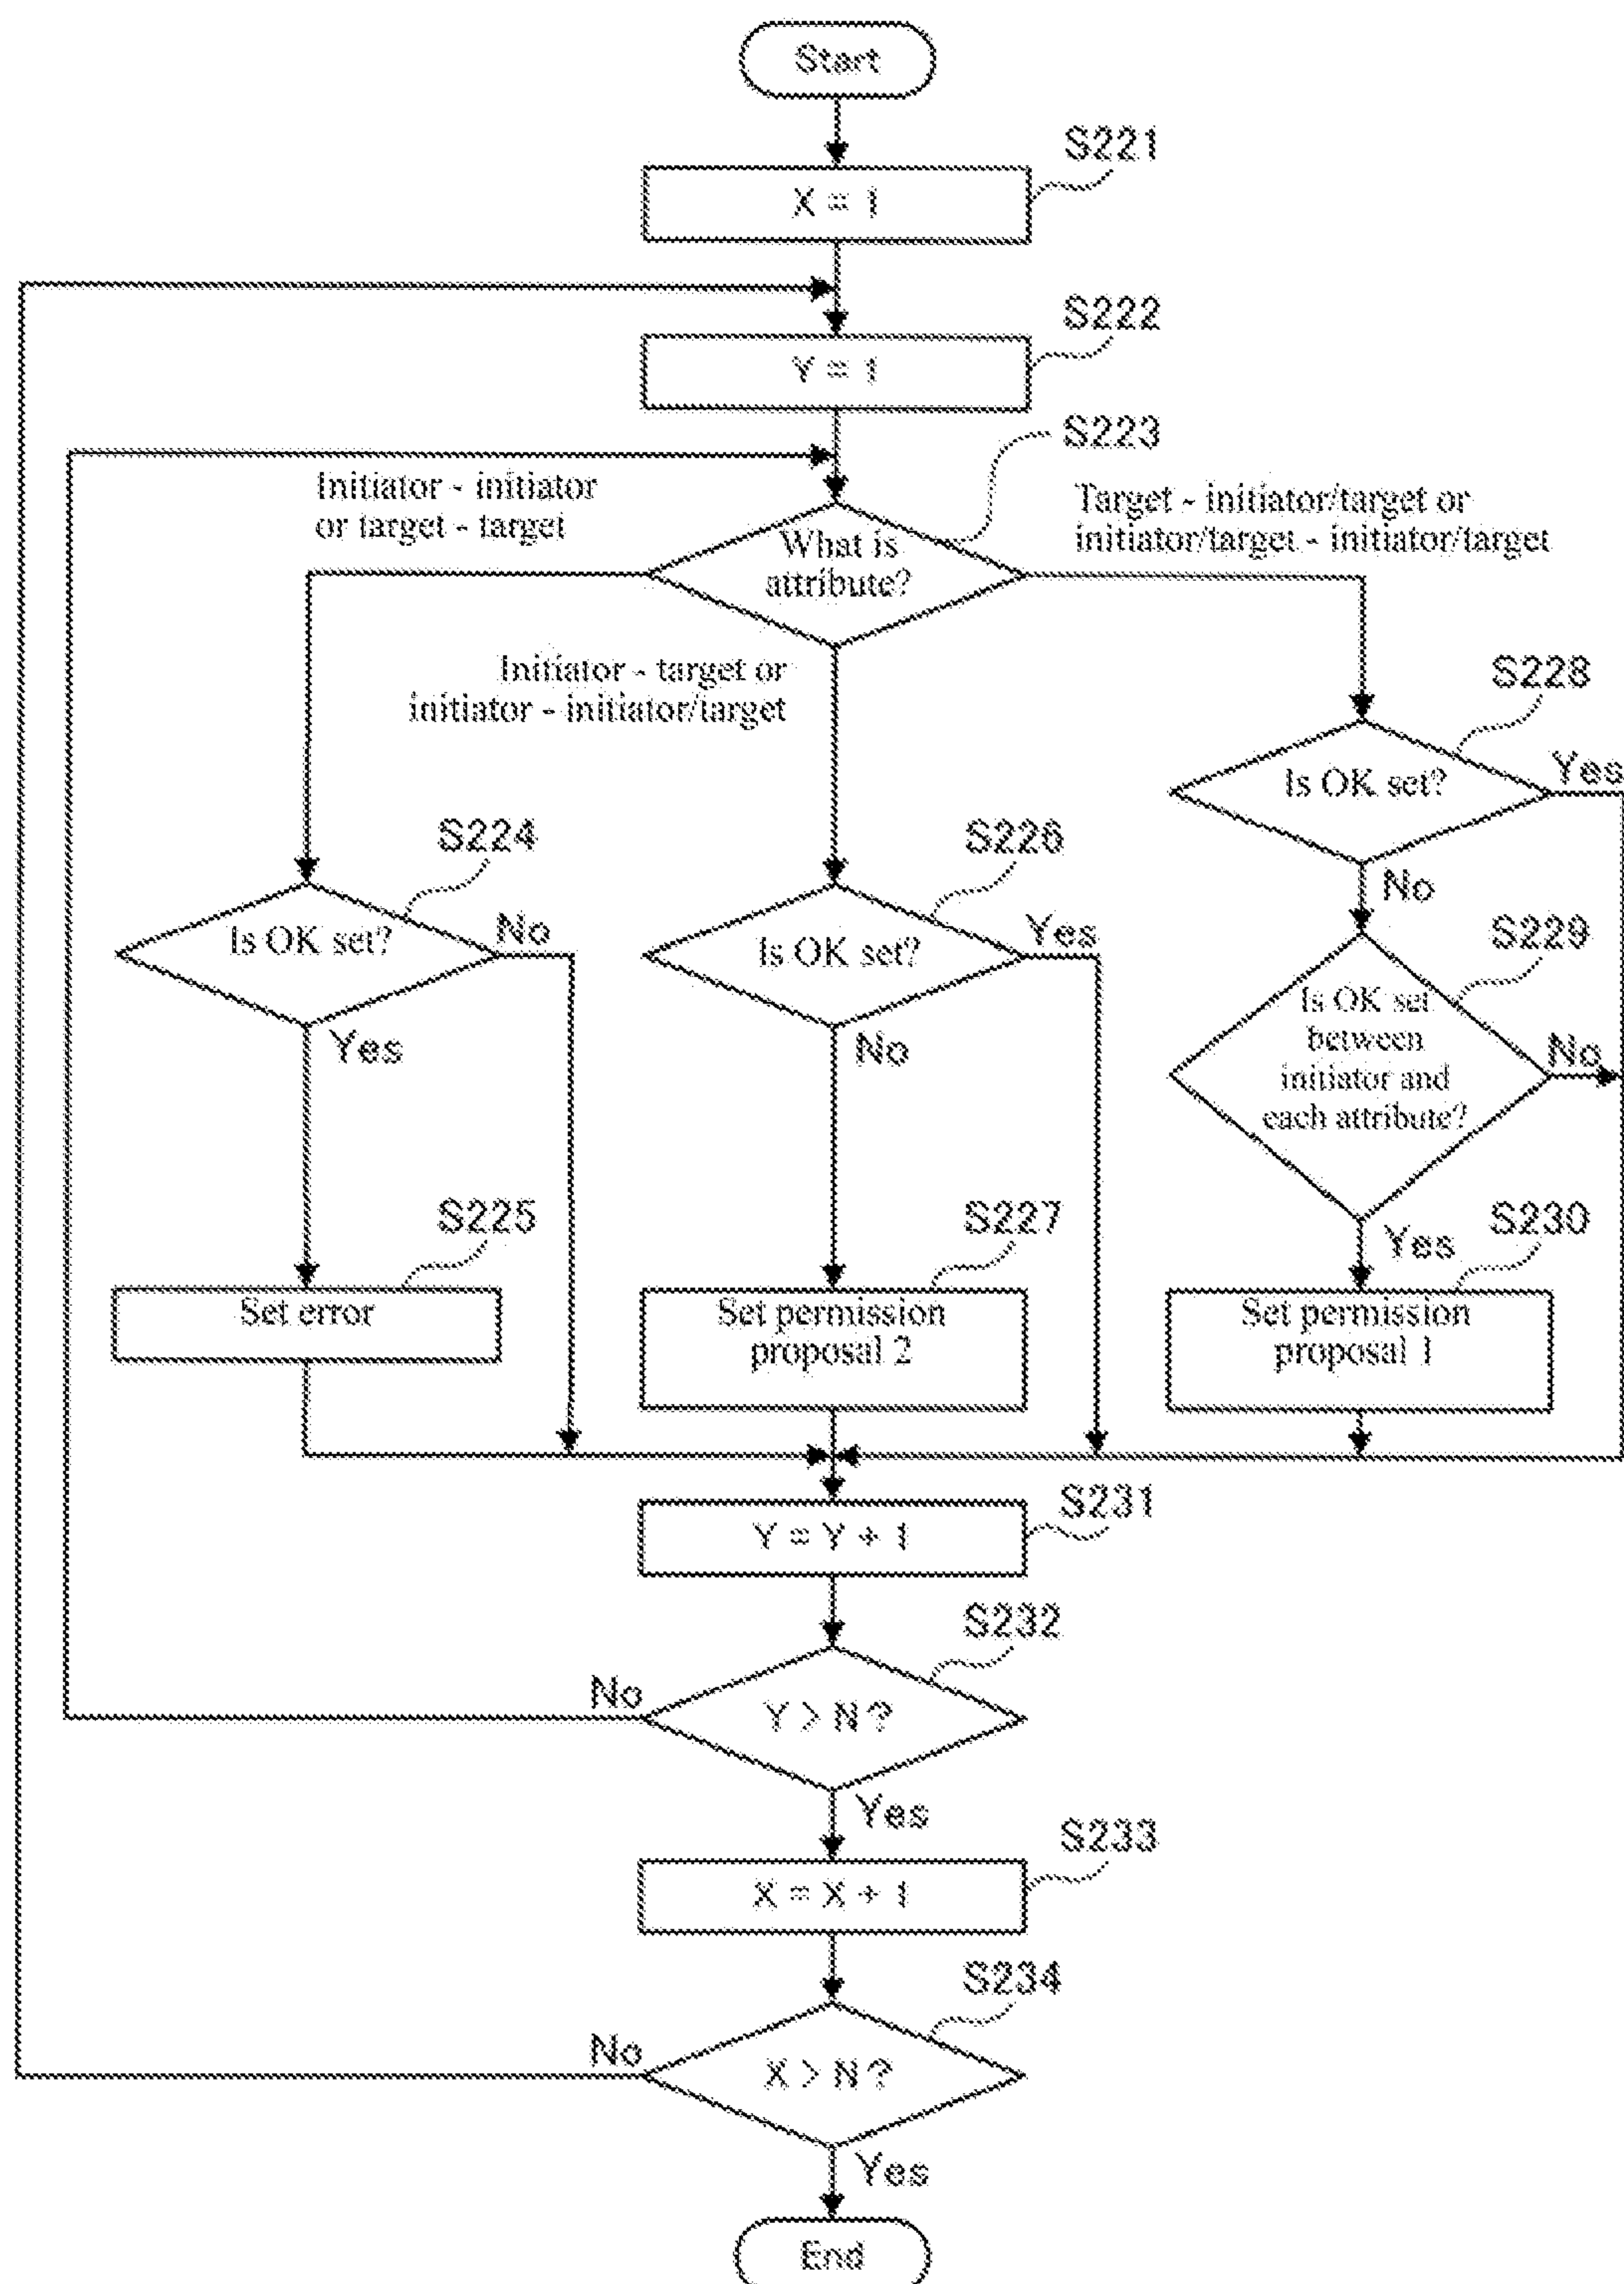 Start
S221
X = 1
S222
Y = 1
S223
Initiator - initiator
or target - target
What is
attribute?
Target - initiator/target or
initiator/target - initiator/target
Initiator - target or
initiator - initiator/target
S228
Is OK set?
Yes
No
S224
Is OK set?
No
Yes
S226
Is OK set?
Yes
No
S229
Is OK set
between
initiator and
each attribute?
No
Yes
S225
Set error
S227
Set permission
proposal 2
S230
Set permission
proposal 1
S231
Y = Y + 1
S232
Y > N ?
No
Yes
S233
X = X + 1
S234
X > N ?
No
Yes
End